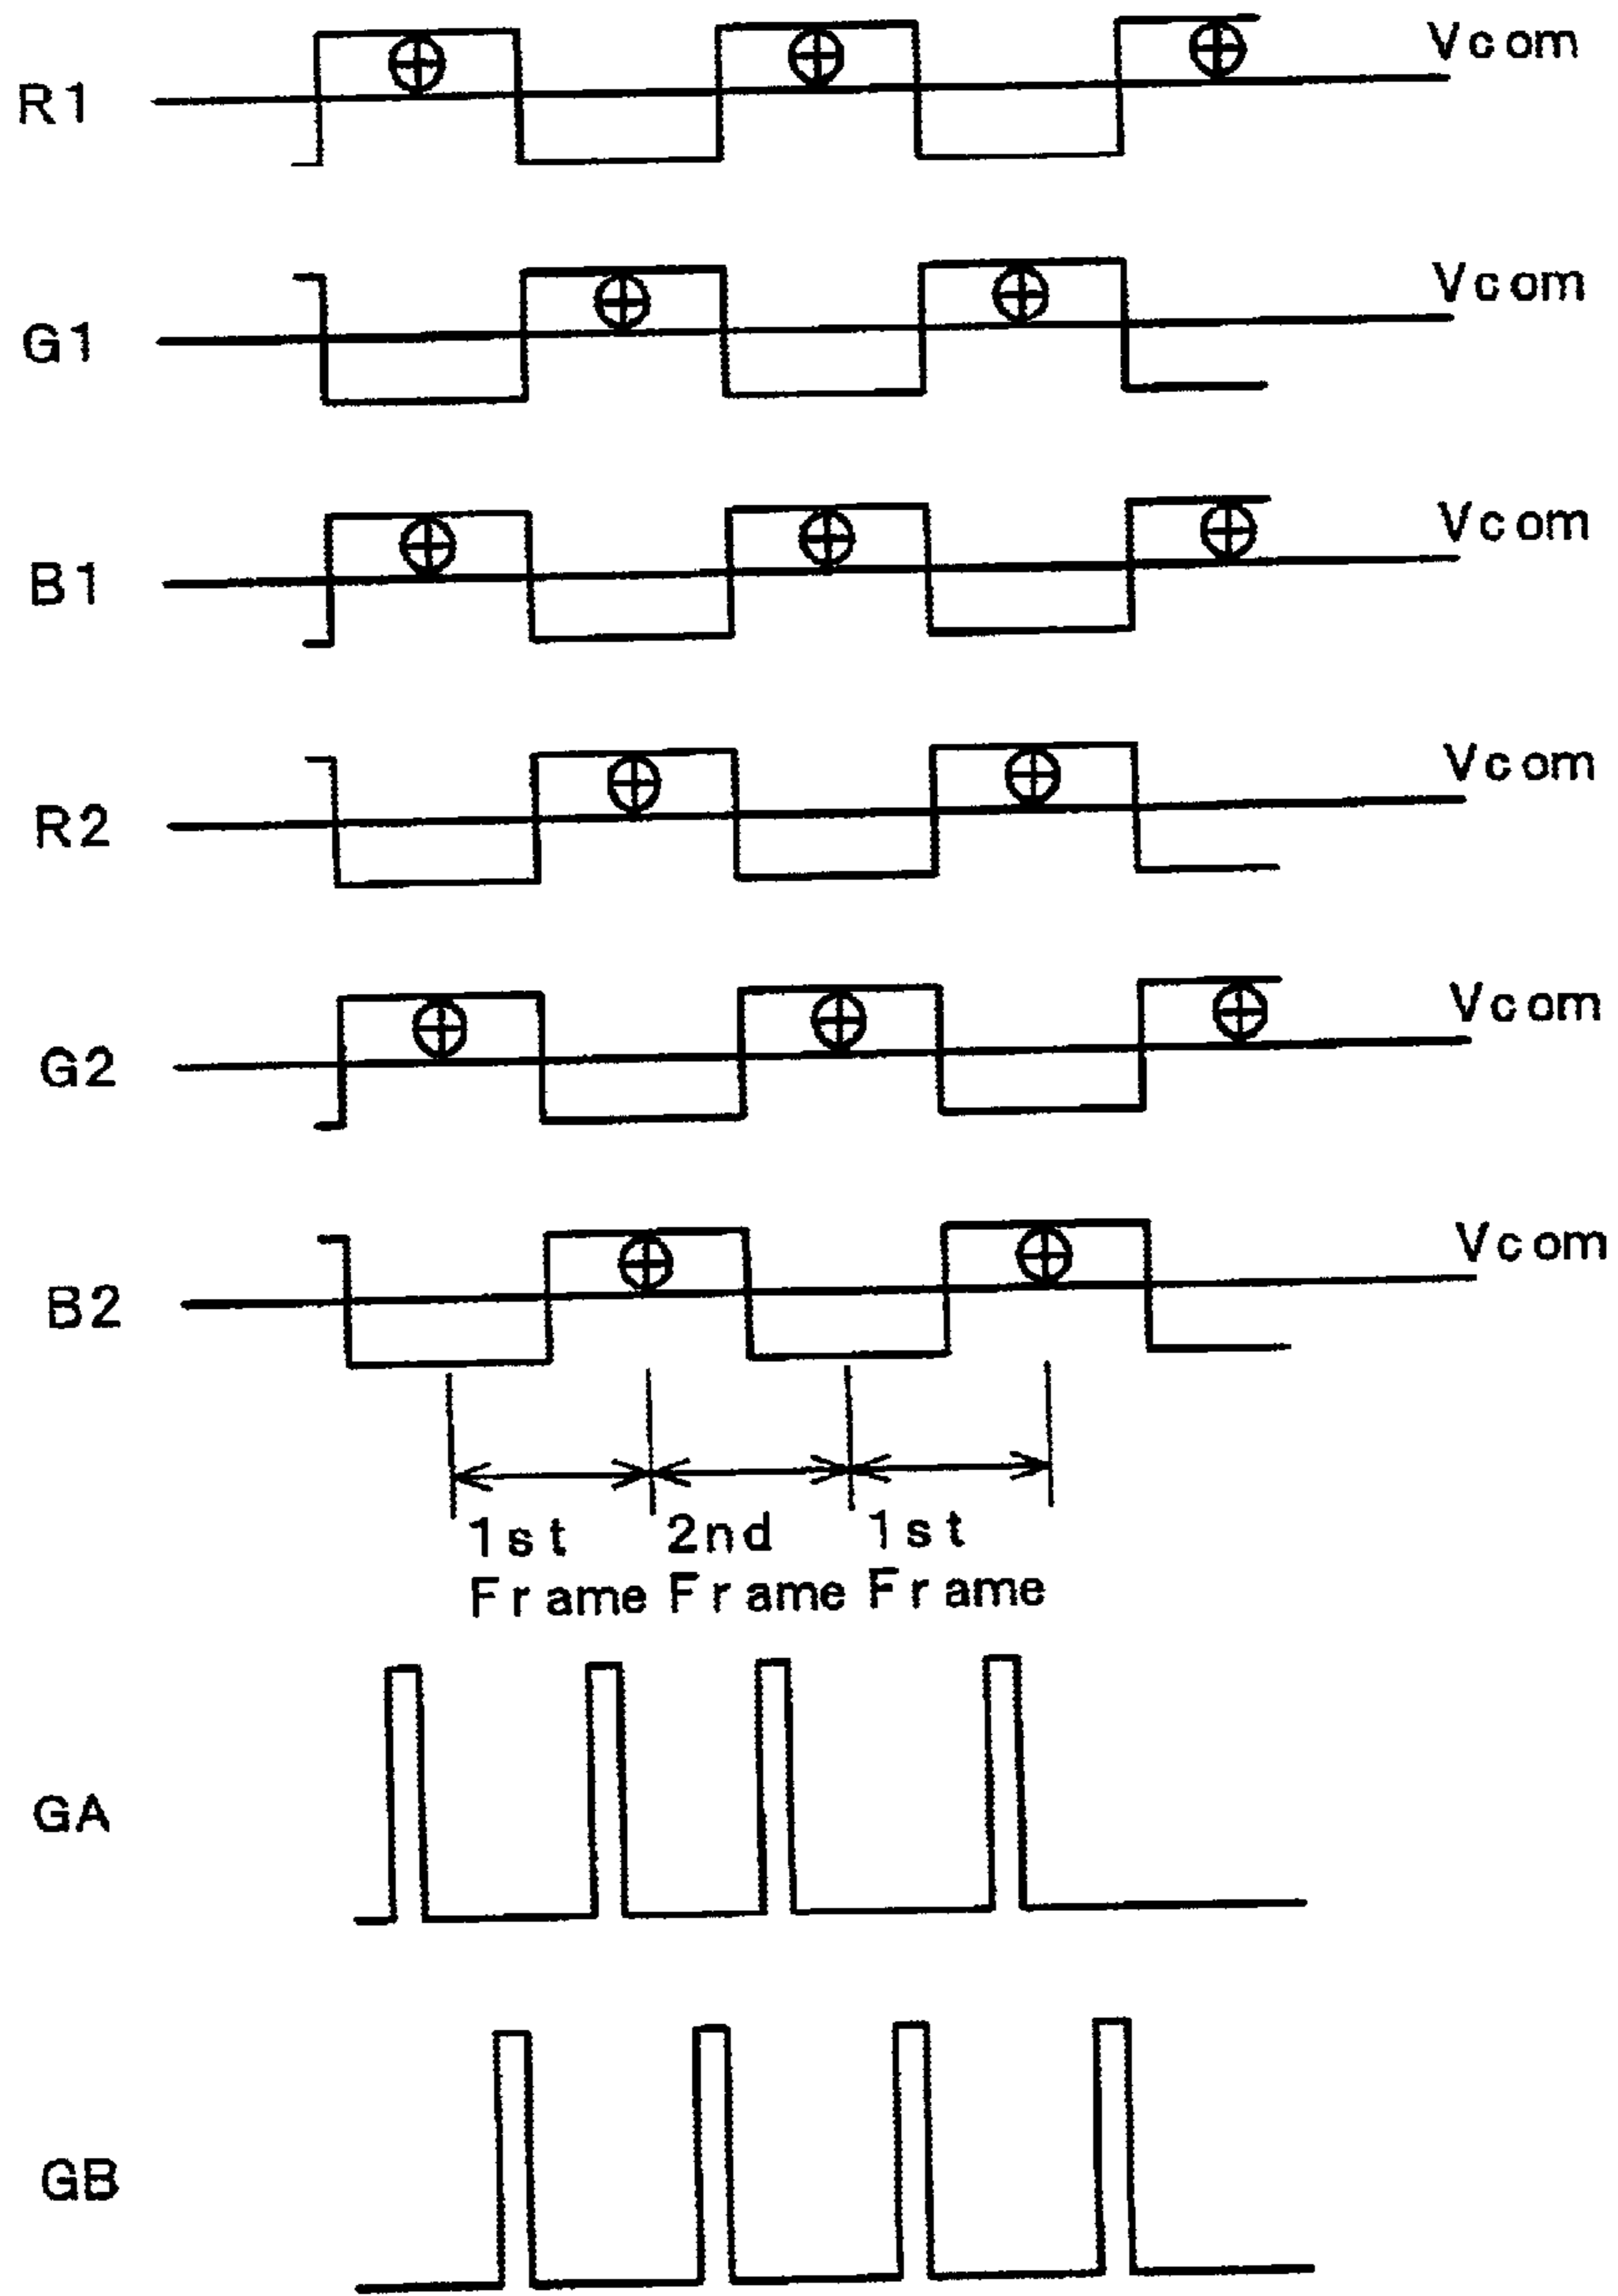 Vcom
R1
Vcom
G1
Vcom
B1
Vcom
R2
Vcom
G2
Vcom
B2
1st 2nd 1st
Frame Frame Frame
GA
GB